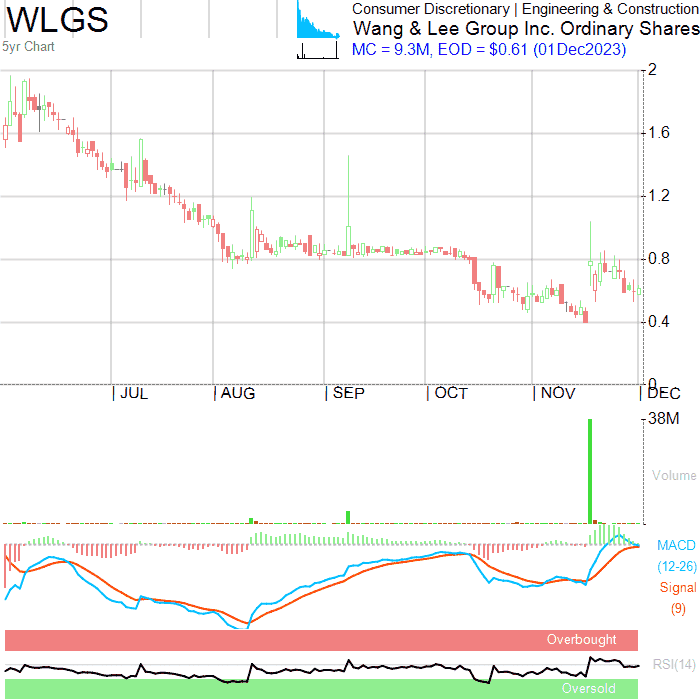 WLGS
5yr Chart
Consumer Discretionary | Engineering & Construction
Wang & Lee Group Inc. Ordinary Shares
MC = 9.3M, EOD = $0.61 (01Dec2023)
2
1.6
1.2
0.8
0.4
0
JUL
AUG
SEP
OCT
NOV
DEC
38M
Volume
MACD
(12-26)
Signal
(9)
Overbought
RSI(14)
Oversold